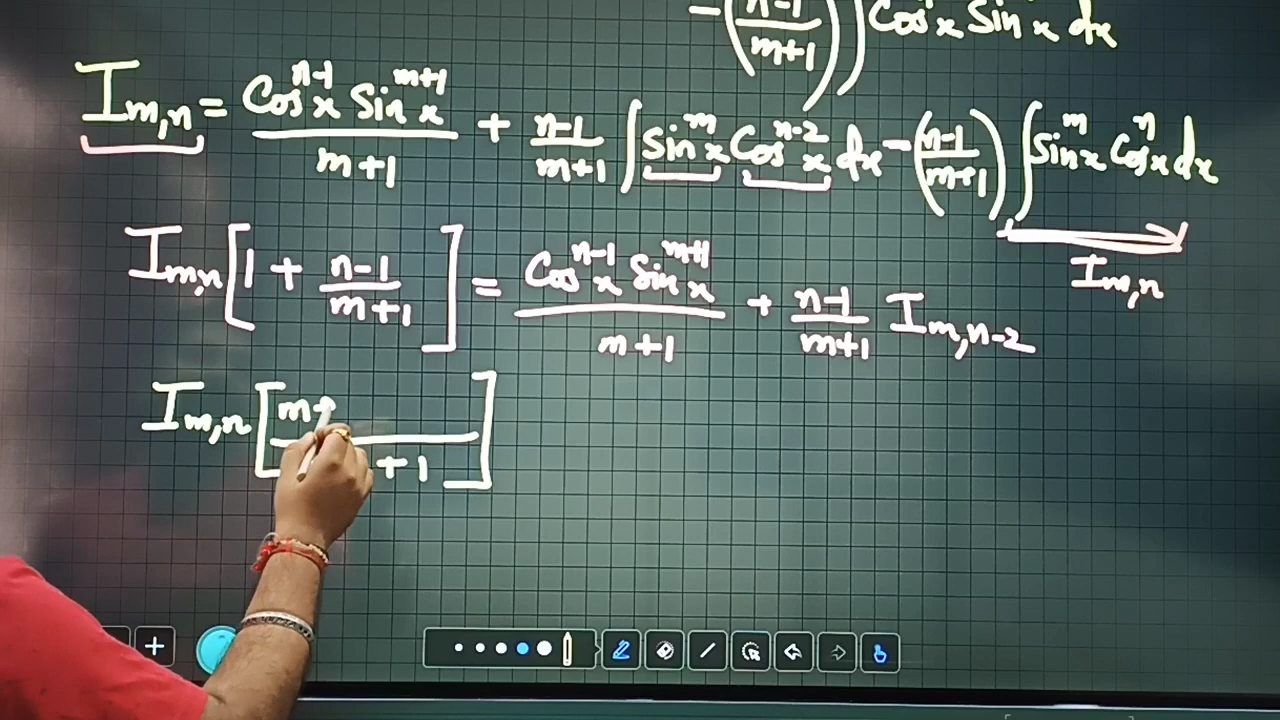 -((n-1)/(m+1)) ∫ Cos x Sin x dx
I_{m,n} = (Cos^{n-1}x Sin^{m+1}x)/(m+1) + (n-1)/(m+1) ∫ Sin^m x Cos^{n-2}x dx - ((n-1)/(m+1)) ∫ Sin^m x Cos^n x dx
I_{m,n}
I_{m,n} [1 + (n-1)/(m+1)] = (Cos^{n-1}x Sin^{m+1}x)/(m+1) + (n-1)/(m+1) I_{m,n-2}
I_{m,n} [(m+)/( +1)]